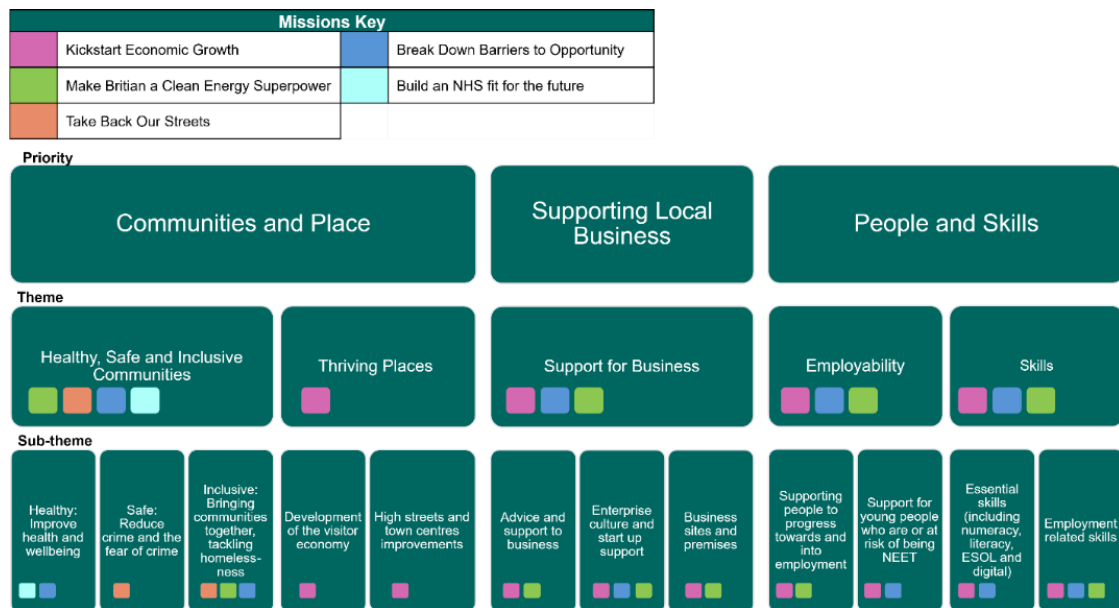 Missions Key
Kickstart Economic Growth
Break Down Barriers to Opportunity
Make Britian a Clean Energy Superpower
Build an NHS fit for the future
Take Back Our Streets
Priority
Communities and Place
Supporting Local
Business
People and Skills
Theme
Healthy, Safe and Inclusive
Communities
Thriving Places
Support for Business
Employability
Skills
Sub-theme
Healthy:
Improve
health and
wellbeing
Safe:
Reduce
crime and the
fear of crime
Inclusive:
Bringing
communities
together,
tackling
homeless-
ness
Development
of the visitor
economy
High streets and
town centres
improvements
Advice and
support to
business
Enterprise
culture and
start up
support
Business
sites and
premises
Supporting
people to
progress
towards and
into
employment
Support for
young people
who are or at
risk of being
NEET
Essential
skills
(including
numeracy,
literacy,
ESOL and
digital)
Employment
related skills